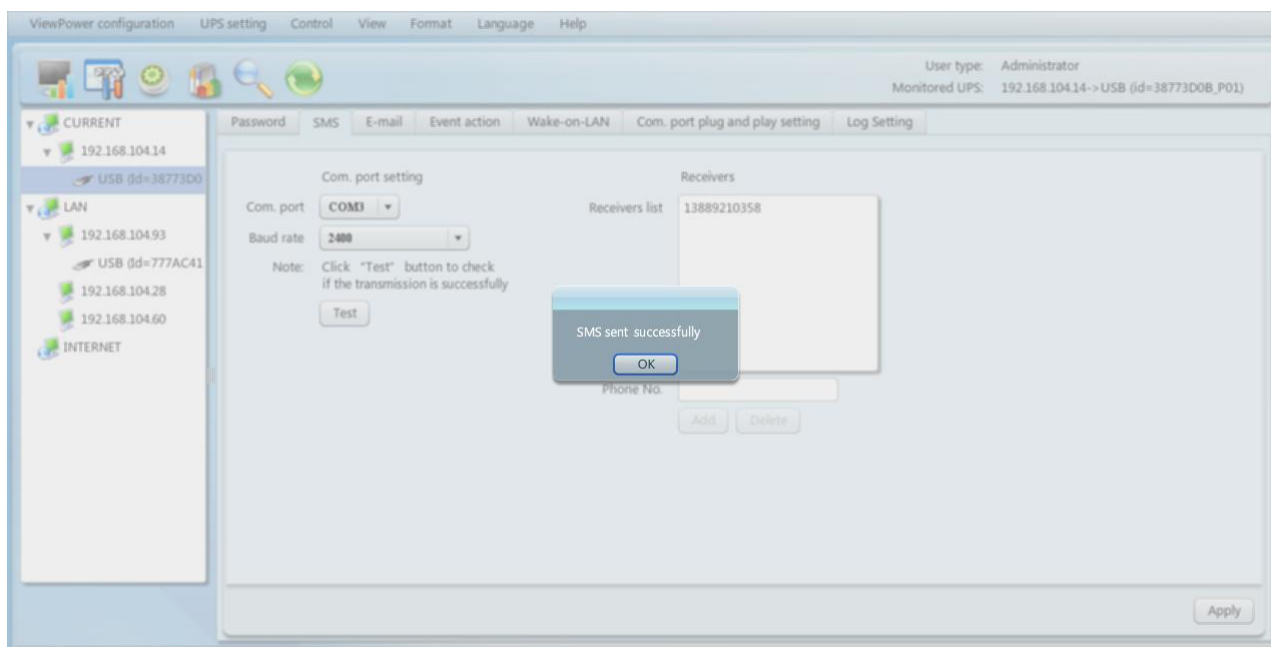 ViewPower configuration UPS setting Control View Format Language Help
User type: Administrator
Monitored UPS: 192.168.104.14->USB (id=38773D0B_P01)
CURRENT
192.168.104.14
USB (Id=38773D0
LAN
192.168.104.93
USB (Id=777AC41
192.168.104.28
192.168.104.60
INTERNET
Password SMS E-mail Event action Wake-on-LAN Com. port plug and play setting Log Setting
Com. port setting
Com. port COM3
Baud rate 2400
Note: Click "Test" button to check
if the transmission is successfully
Test
Receivers
Receivers list 13889210358
SMS sent successfully
OK
Phone No.
Add Delete
Apply